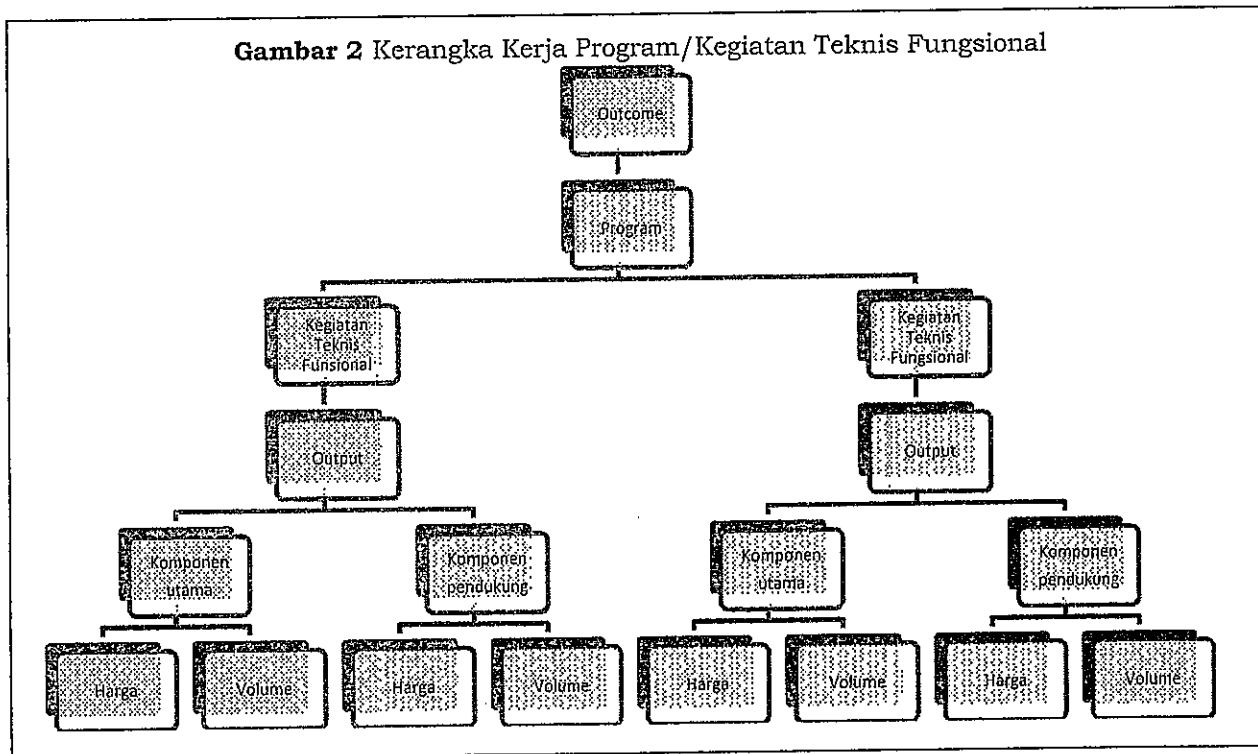 Gambar 2 Kerangka Kerja Program/Kegiatan Teknis Fungsional
Outcome
Program
Kegiatan
Teknis
Funsional
Kegiatan
Teknis
Fungsional
Output
Output
Komponen
utama
Komponen
pendukung
Komponen
utama
Komponen
pendukung
Harga
Volume
Harga
Volume
Harga
Volume
Harga
Volume